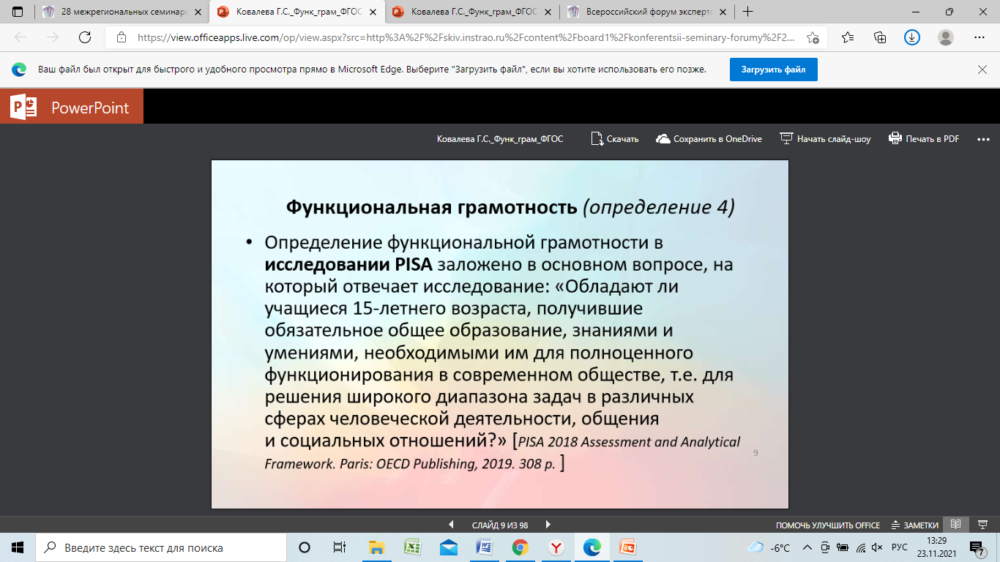 28 межрегиональных семинарс
Ковалева Г.С._Функ_грам_ФГОС
Ковалева Г.С._Функ_грам_ФГОС
Всероссийский форум эксперто
https://view.officeapps.live.com/op/view.aspx?src=http%3A%2F%2Fskiv.instrao.ru%2Fcontent%2Fboard1%2Fkonferentsii-seminary-forumy%2F2...
Ваш файл был открыт для быстрого и удобного просмотра прямо в Microsoft Edge. Выберите "Загрузить файл", если вы хотите использовать его позже.
Загрузить файл
PowerPoint
Ковалева Г.С._Функ_грам_ФГОС
Скачать
Сохранить в OneDrive
Начать слайд-шоу
Печать в PDF
Функциональная грамотность (определение 4)
• Определение функциональной грамотности в
исследовании PISA заложено в основном вопросе, на
который отвечает исследование: «Обладают ли
учащиеся 15-летнего возраста, получившие
обязательное общее образование, знаниями и
умениями, необходимыми им для полноценного
функционирования в современном обществе, т.е. для
решения широкого диапазона задач в различных
сферах человеческой деятельности, общения
и социальных отношений?» [PISA 2018 Assessment and Analytical
Framework. Paris: OECD Publishing, 2019. 308 p. ]
9
СЛАЙД 9 ИЗ 98
ПОМОЧЬ УЛУЧШИТЬ OFFICE
ЗАМЕТКИ
Введите здесь текст для поиска
-6°C
РУС
13:29
23.11.2021
7